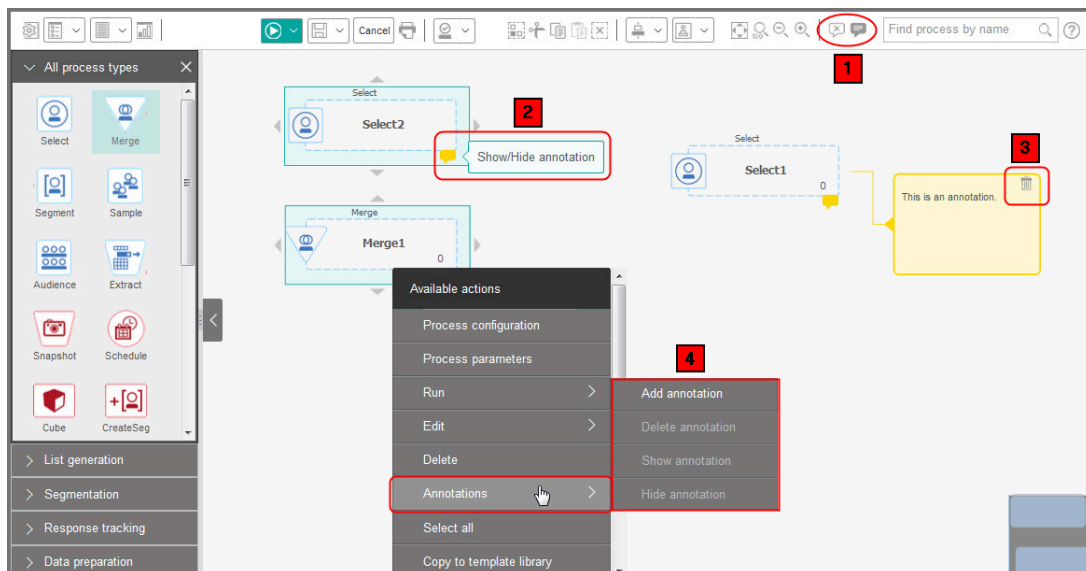 Cancel
100
Find process by name
1
All process types
Select
Merge
Segment
Sample
Audience
Extract
Snapshot
Schedule
Cube
CreateSeg
List generation
Segmentation
Response tracking
Data preparation
Select
Select2
2
Show/Hide annotation
Merge
Merge1
0
Select
Select1
0
3
This is an annotation.
Available actions
Process configuration
Process parameters
Run
Edit
Delete
Annotations
Select all
Copy to template library
4
Add annotation
Delete annotation
Show annotation
Hide annotation